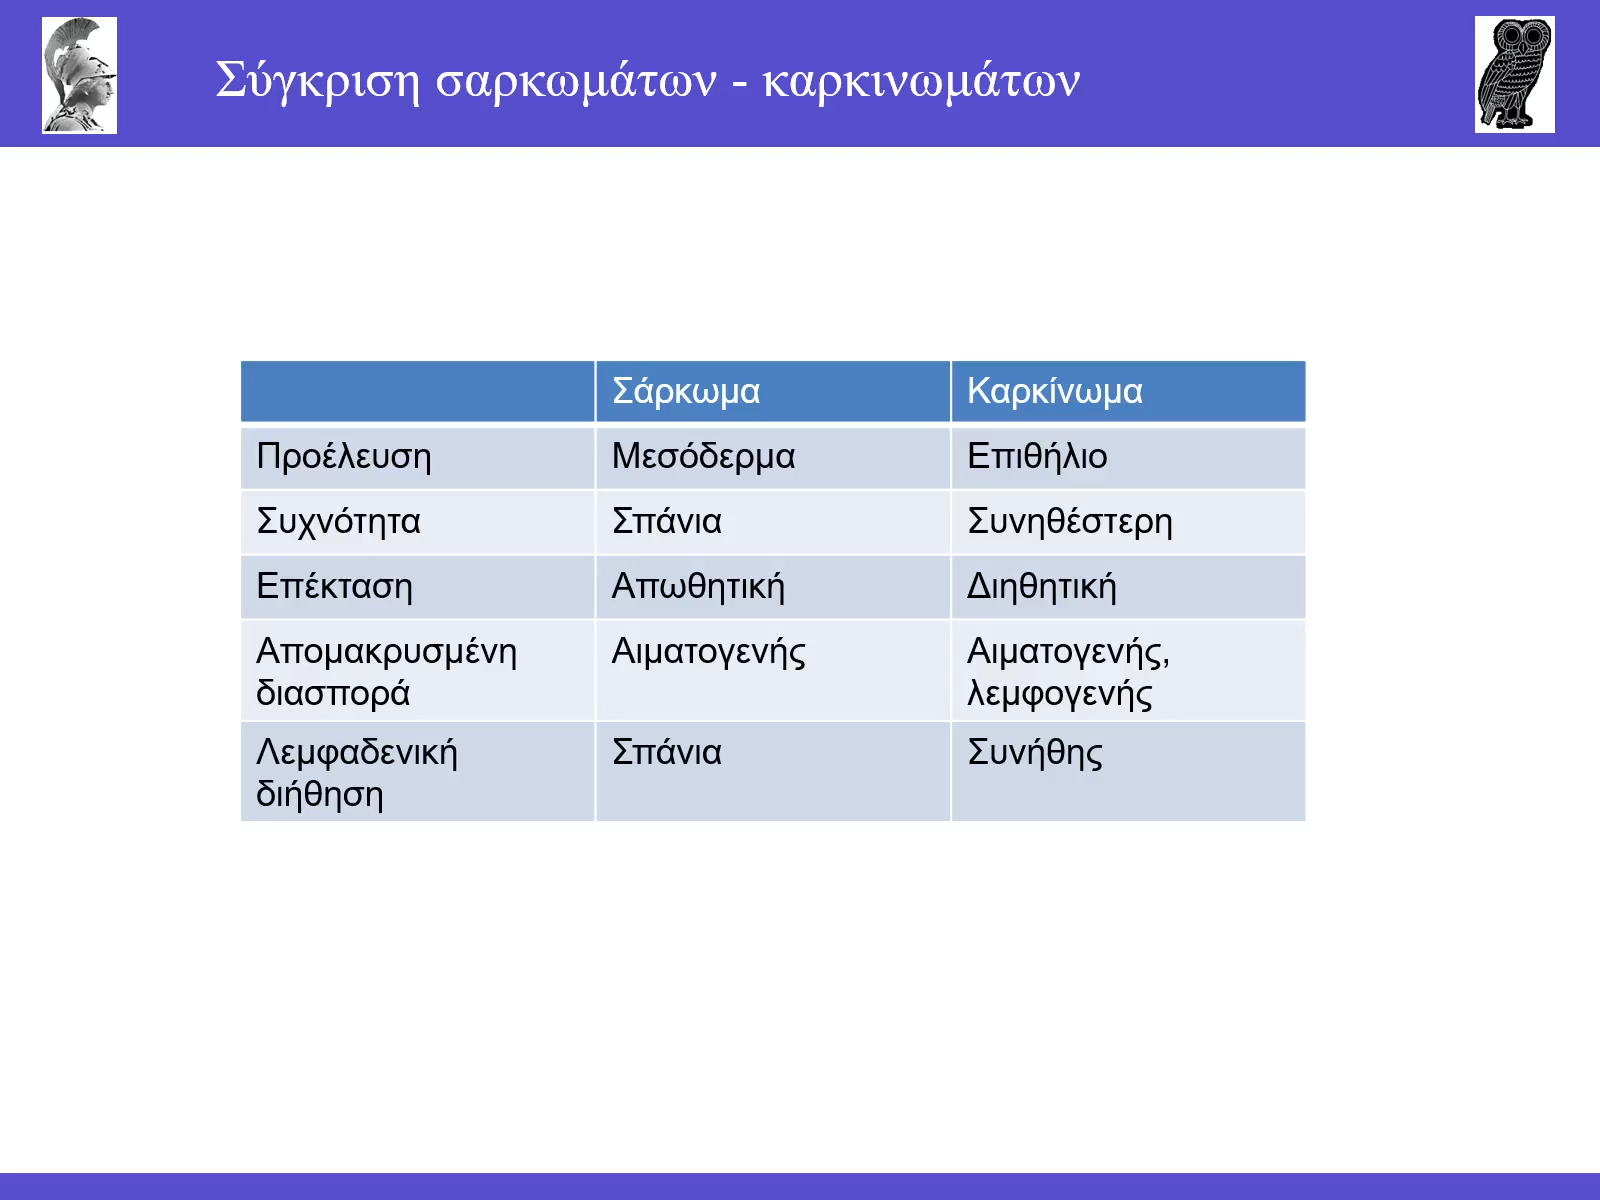 Σύγκριση σαρκωμάτων - καρκινωμάτων
Σάρκωμα
Καρκίνωμα
Προέλευση
Μεσόδερμα
Επιθήλιο
Συχνότητα
Σπάνια
Συνηθέστερη
Επέκταση
Απωθητική
Διηθητική
Απομακρυσμένη
διασπορά
Αιματογενής
Αιματογενής,
λεμφογενής
Λεμφαδενική
διήθηση
Σπάνια
Συνήθης